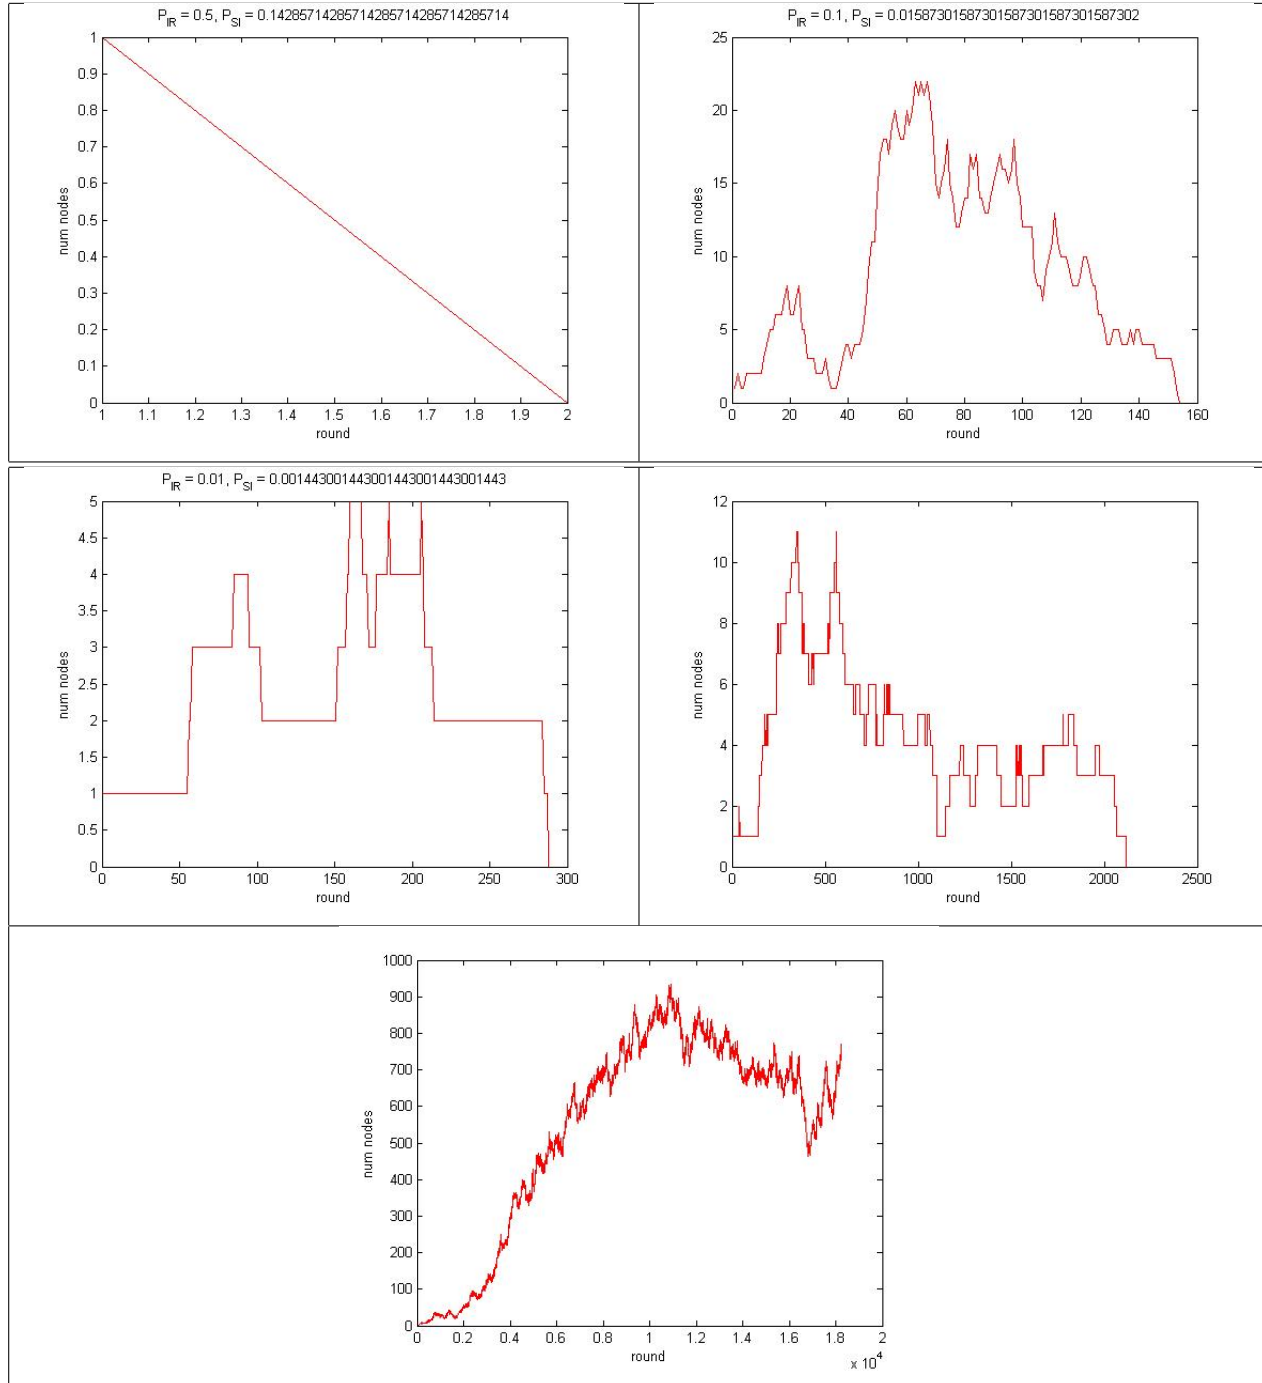 P_IR = 0.5, P_SI = 0.14285714285714285714285714285714
1
0.9
0.8
0.7
0.6
0.5
0.4
0.3
0.2
0.1
0
num nodes
1 1.1 1.2 1.3 1.4 1.5 1.6 1.7 1.8 1.9 2
round
P_IR = 0.1, P_SI = 0.01587301587301587301587301587302
25
20
15
10
5
0
num nodes
0 20 40 60 80 100 120 140 160
round
P_IR = 0.01, P_SI = 0.001443001443001443001443001443
5
4.5
4
3.5
3
2.5
2
1.5
1
0.5
0
num nodes
0 50 100 150 200 250 300
round
12
10
8
6
4
2
0
num nodes
0 500 1000 1500 2000 2500
round
1000
900
800
700
600
500
400
300
200
100
0
num nodes
0 0.2 0.4 0.6 0.8 1 1.2 1.4 1.6 1.8 2
round
x 10^4